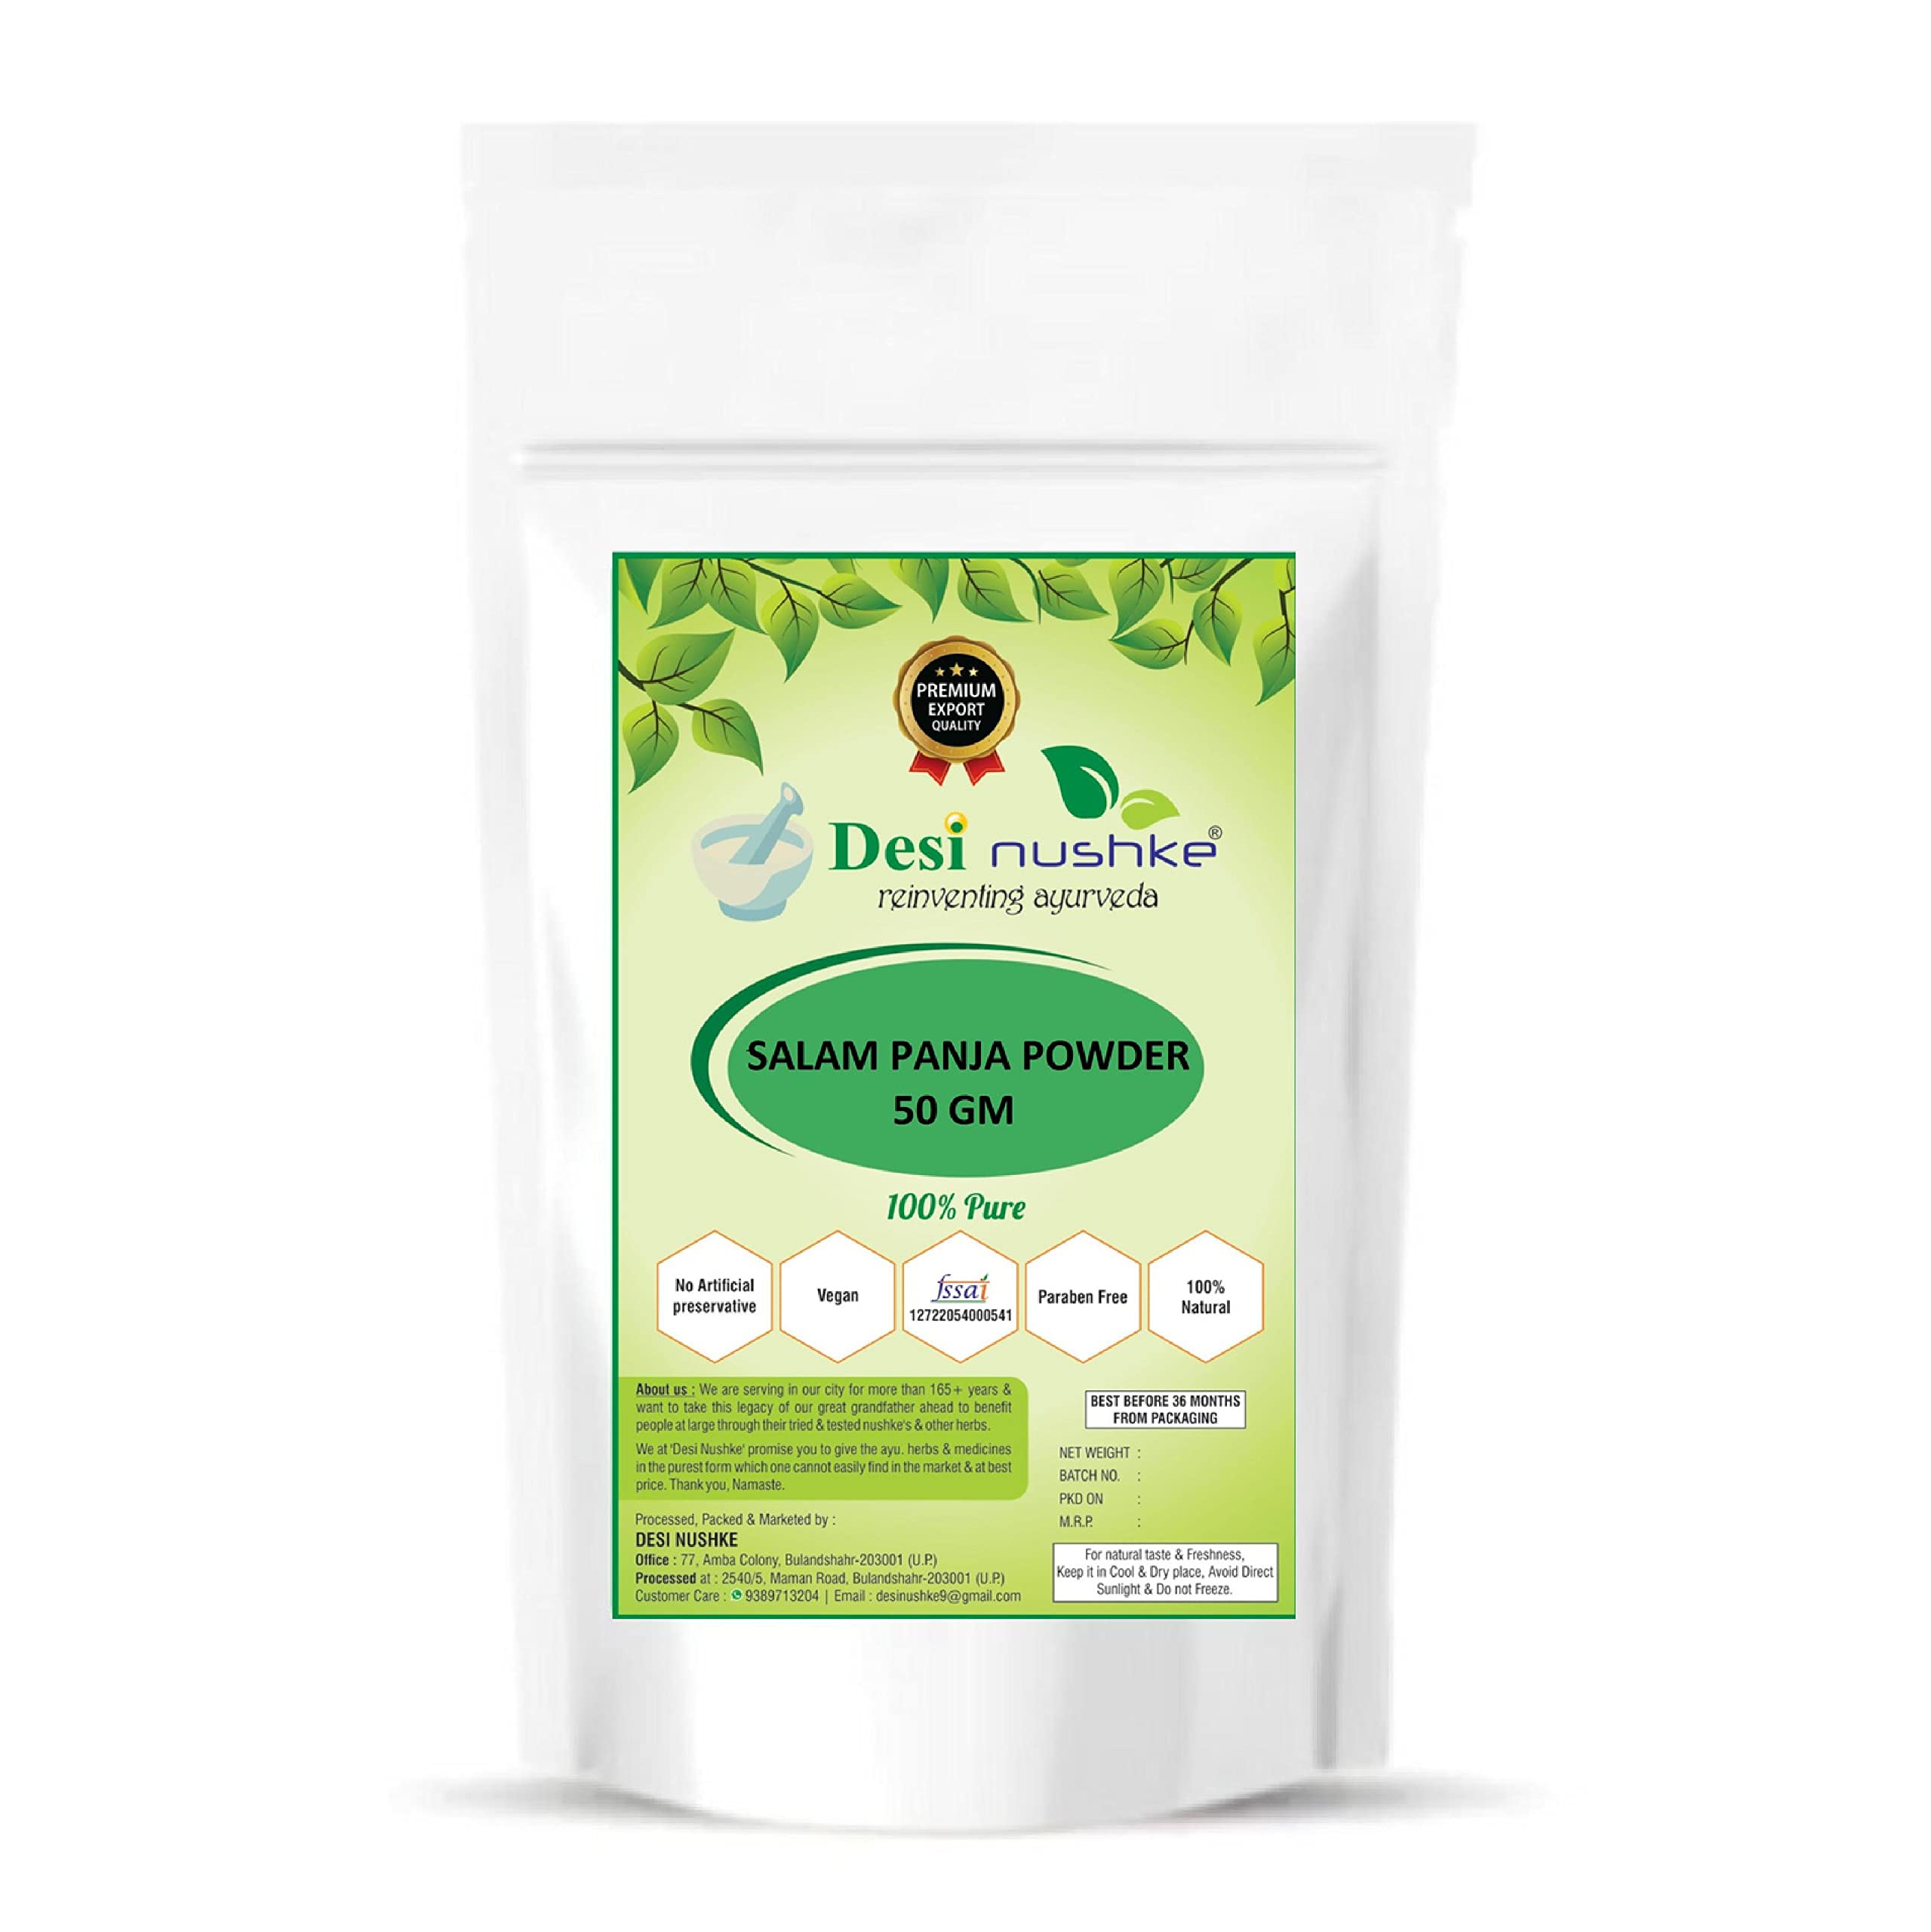 PREMIUM
EXPORT
QUALITY
Desi nushke®
reinventing ayurveda
SALAM PANJA POWDER
50 GM
100% Pure
No Artificial
preservative
Vegan
fssai
12722054000541
Paraben Free
100%
Natural
About us : We are serving in our city for more than 165+ years &
want to take this legacy of our great grandfather ahead to benefit
people at large through their tried & tested nushke's & other herbs.
We at 'Desi Nushke' promise you to give the ayu. herbs & medicines
in the purest form which one cannot easily find in the market & at best
price. Thank you, Namaste.
Processed, Packed & Marketed by :
DESI NUSHKE
Office : 77, Amba Colony, Bulandshahr-203001 (U.P.)
Processed at : 2540/5, Maman Road, Bulandshahr-203001 (U.P.)
Customer Care : 9389713204 | Email : desinushke9@gmail.com
BEST BEFORE 36 MONTHS
FROM PACKAGING
NET WEIGHT :
BATCH NO. :
PKD ON :
M.R.P. :
For natural taste & Freshness,
Keep it in Cool & Dry place, Avoid Direct
Sunlight & Do not Freeze.